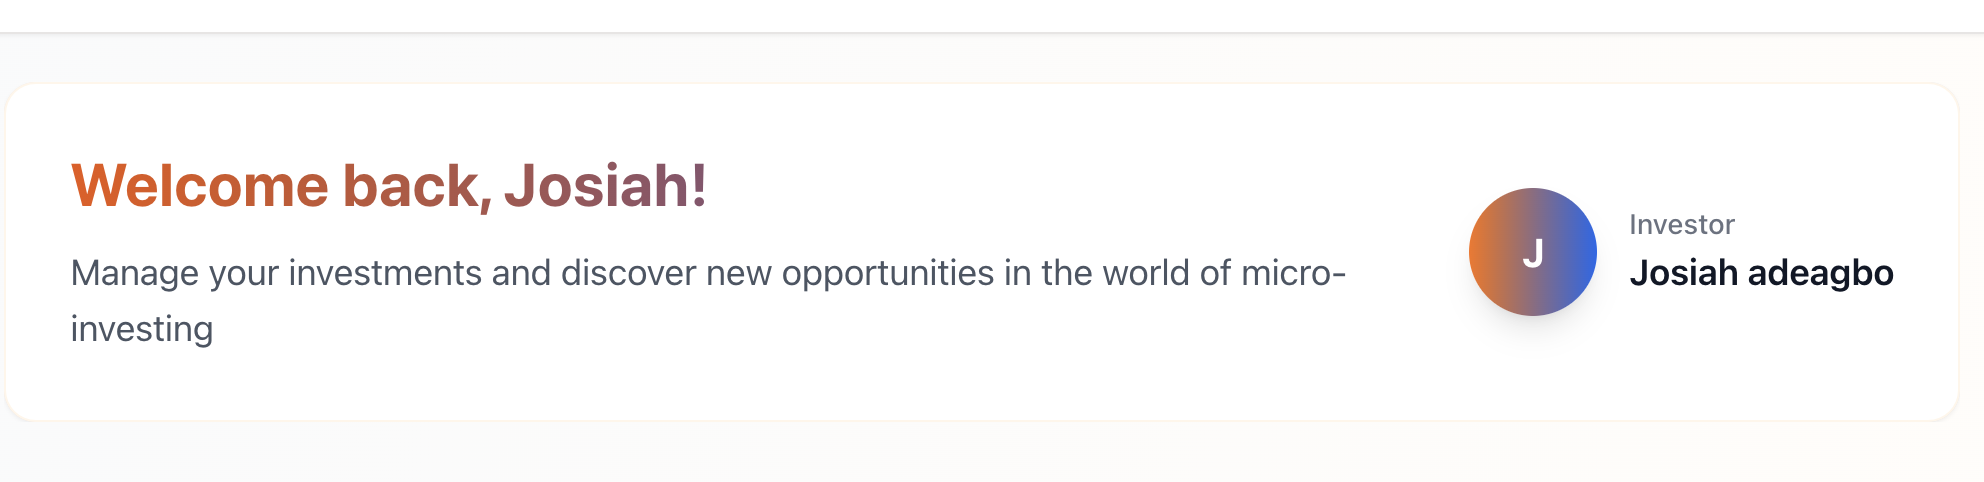 Welcome back, Josiah!
Manage your investments and discover new opportunities in the world of micro-
investing
J
Investor
Josiah adeagbo